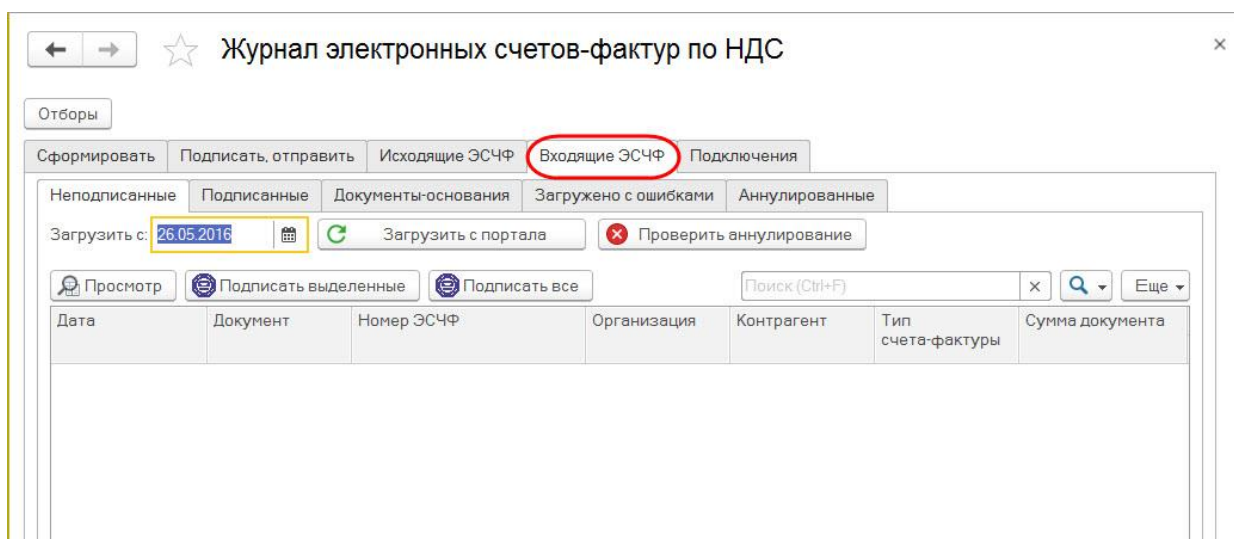 Журнал электронных счетов-фактур по НДС
Отборы
Сформировать Подписать, отправить Исходящие ЭСЧФ Входящие ЭСЧФ Подключения
Неподписанные Подписанные Документы-основания Загружено с ошибками Аннулированные
Загрузить с: 26.05.2016 Загрузить с портала Проверить аннулирование
Просмотр Подписать выделенные Подписать все Поиск (Ctrl+F) Еще
Дата Документ Номер ЭСЧФ Организация Контрагент Тип Сумма документа
счета-фактуры